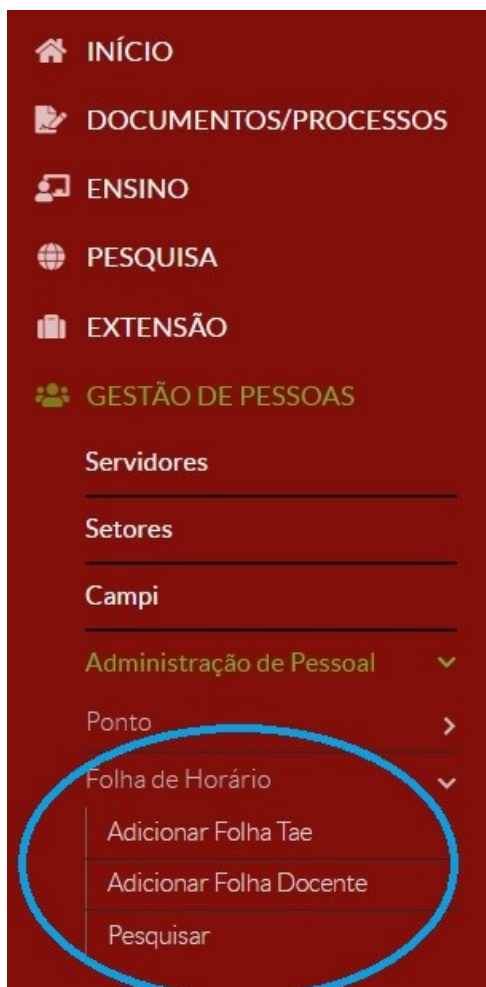 INÍCIO
DOCUMENTOS/PROCESSOS
ENSINO
PESQUISA
EXTENSÃO
GESTÃO DE PESSOAS
Servidores
Setores
Campi
Administração de Pessoal
Ponto
Folha de Horário
Adicionar Folha Tae
Adicionar Folha Docente
Pesquisar